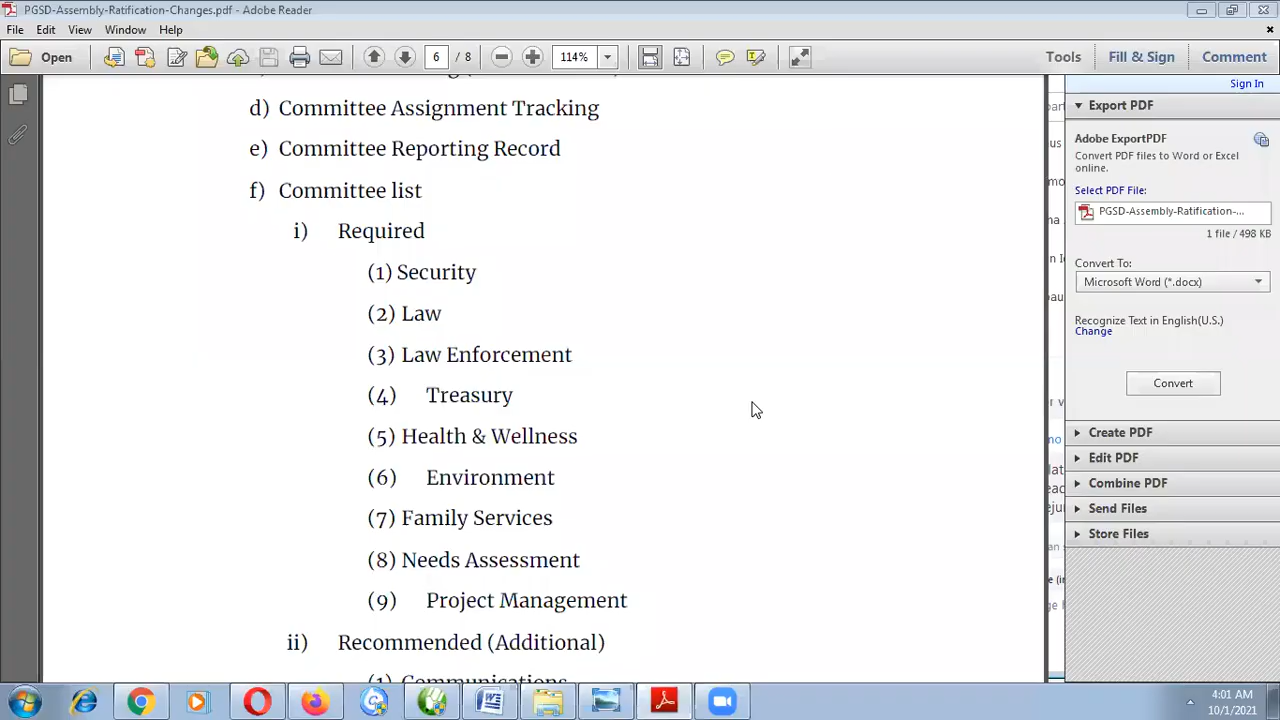 PGSD-Assembly-Ratification-Changes.pdf - Adobe Reader
File Edit View Window Help
Open 6 / 8 114% Tools Fill & Sign Comment
Sign In
d) Committee Assignment Tracking
e) Committee Reporting Record
f) Committee list
i) Required
(1) Security
(2) Law
(3) Law Enforcement
(4) Treasury
(5) Health & Wellness
(6) Environment
(7) Family Services
(8) Needs Assessment
(9) Project Management
ii) Recommended (Additional)
(1) Communications
Export PDF
Adobe ExportPDF
Convert PDF files to Word or Excel
online.
Select PDF File:
PGSD-Assembly-Ratification-...
1 file / 498 KB
Convert To:
Microsoft Word (*.docx)
Recognize Text in English(U.S.)
Change
Convert
Create PDF
Edit PDF
Combine PDF
Send Files
Store Files
4:01 AM
10/1/2021